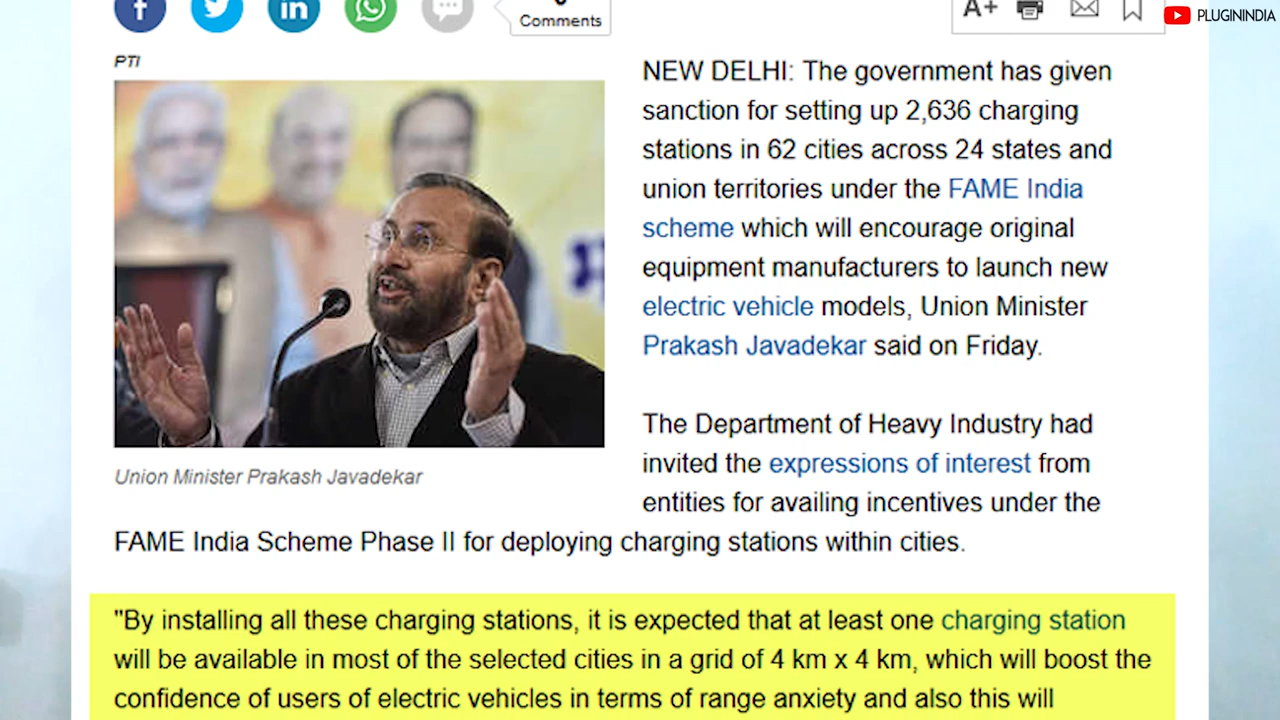 PLUGININDIA
Comments
A+
PTI
NEW DELHI: The government has given
sanction for setting up 2,636 charging
stations in 62 cities across 24 states and
union territories under the FAME India
scheme which will encourage original
equipment manufacturers to launch new
electric vehicle models, Union Minister
Prakash Javadekar said on Friday.
Union Minister Prakash Javadekar
The Department of Heavy Industry had
invited the expressions of interest from
entities for availing incentives under the
FAME India Scheme Phase II for deploying charging stations within cities.
"By installing all these charging stations, it is expected that at least one charging station
will be available in most of the selected cities in a grid of 4 km x 4 km, which will boost the
confidence of users of electric vehicles in terms of range anxiety and also this will